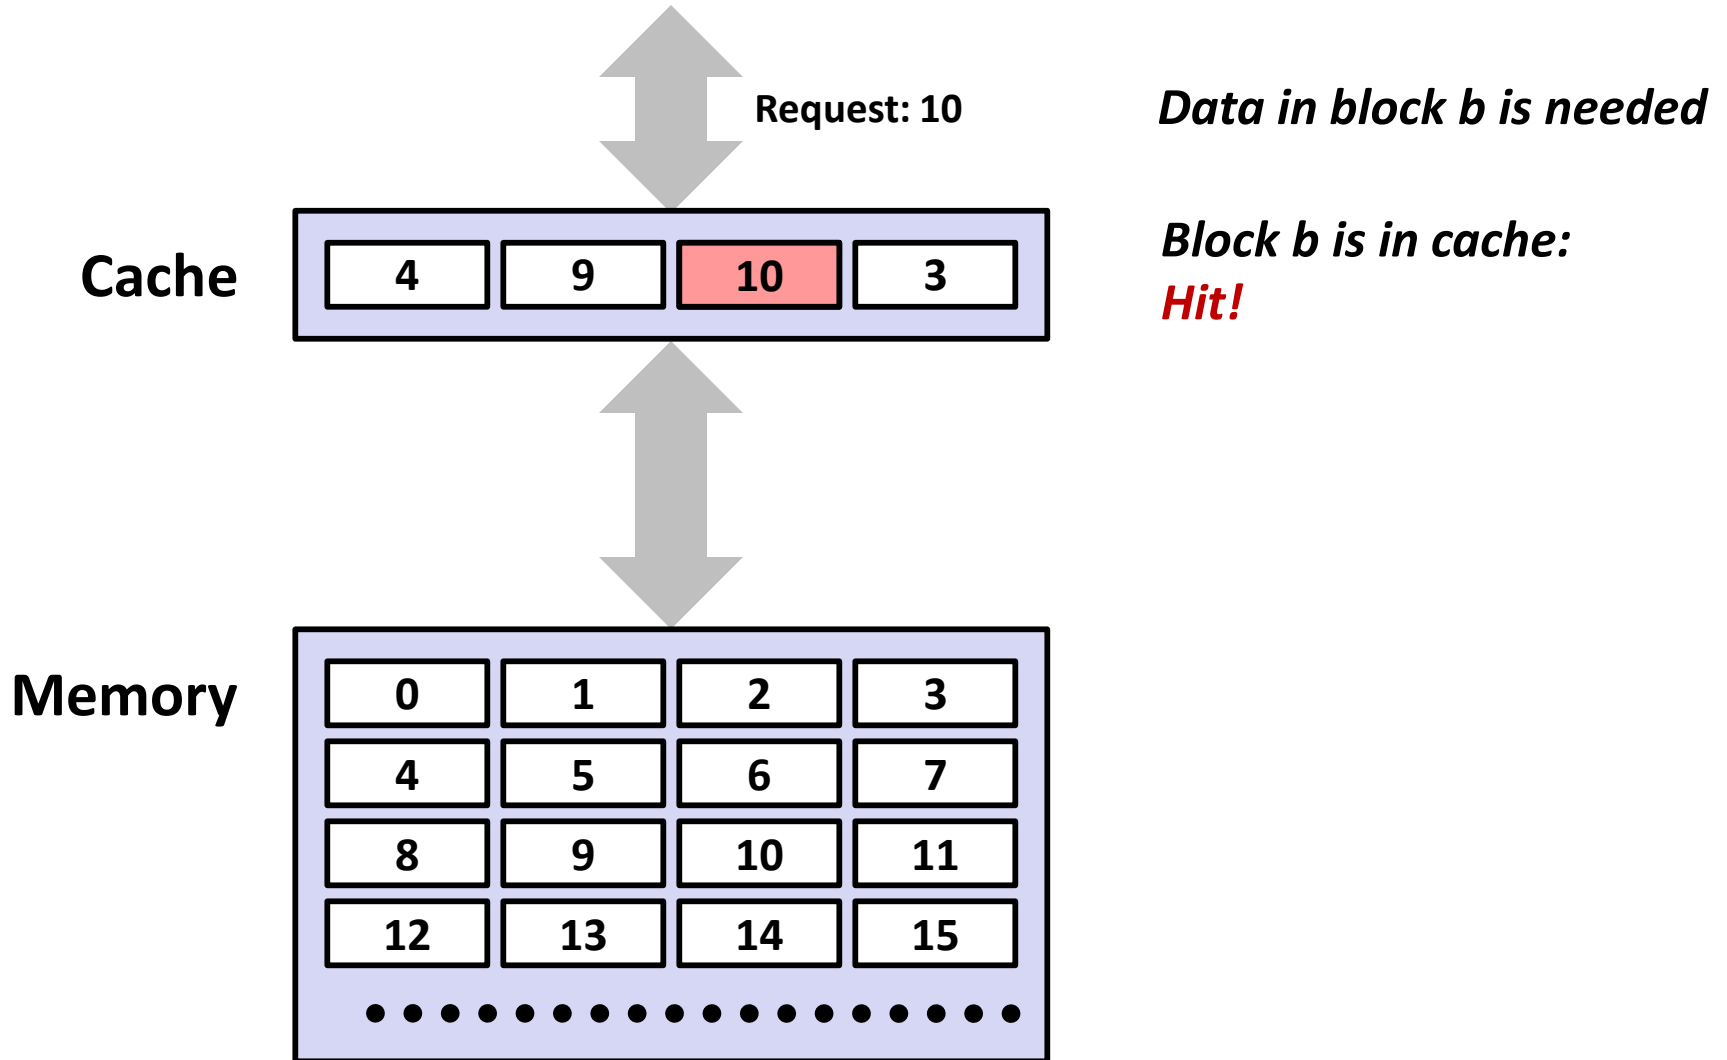 Request: 10
Data in block b is needed
Cache
4 9 10 3
Block b is in cache:
Hit!
Memory
0 1 2 3
4 5 6 7
8 9 10 11
12 13 14 15